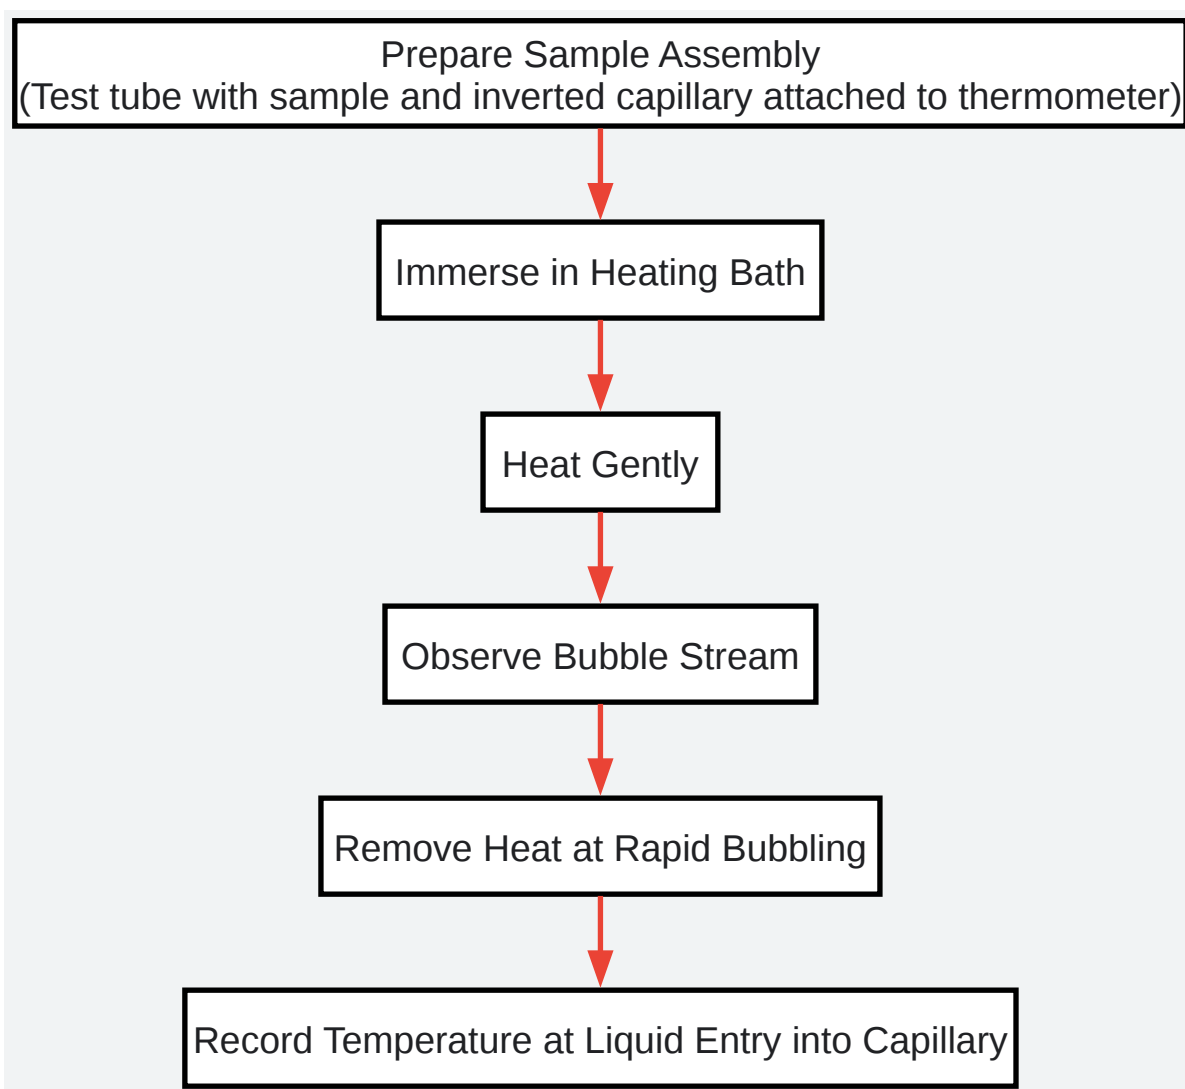 Prepare Sample Assembly
(Test tube with sample and inverted capillary attached to thermometer)
Immerse in Heating Bath
Heat Gently
Observe Bubble Stream
Remove Heat at Rapid Bubbling
Record Temperature at Liquid Entry into Capillary